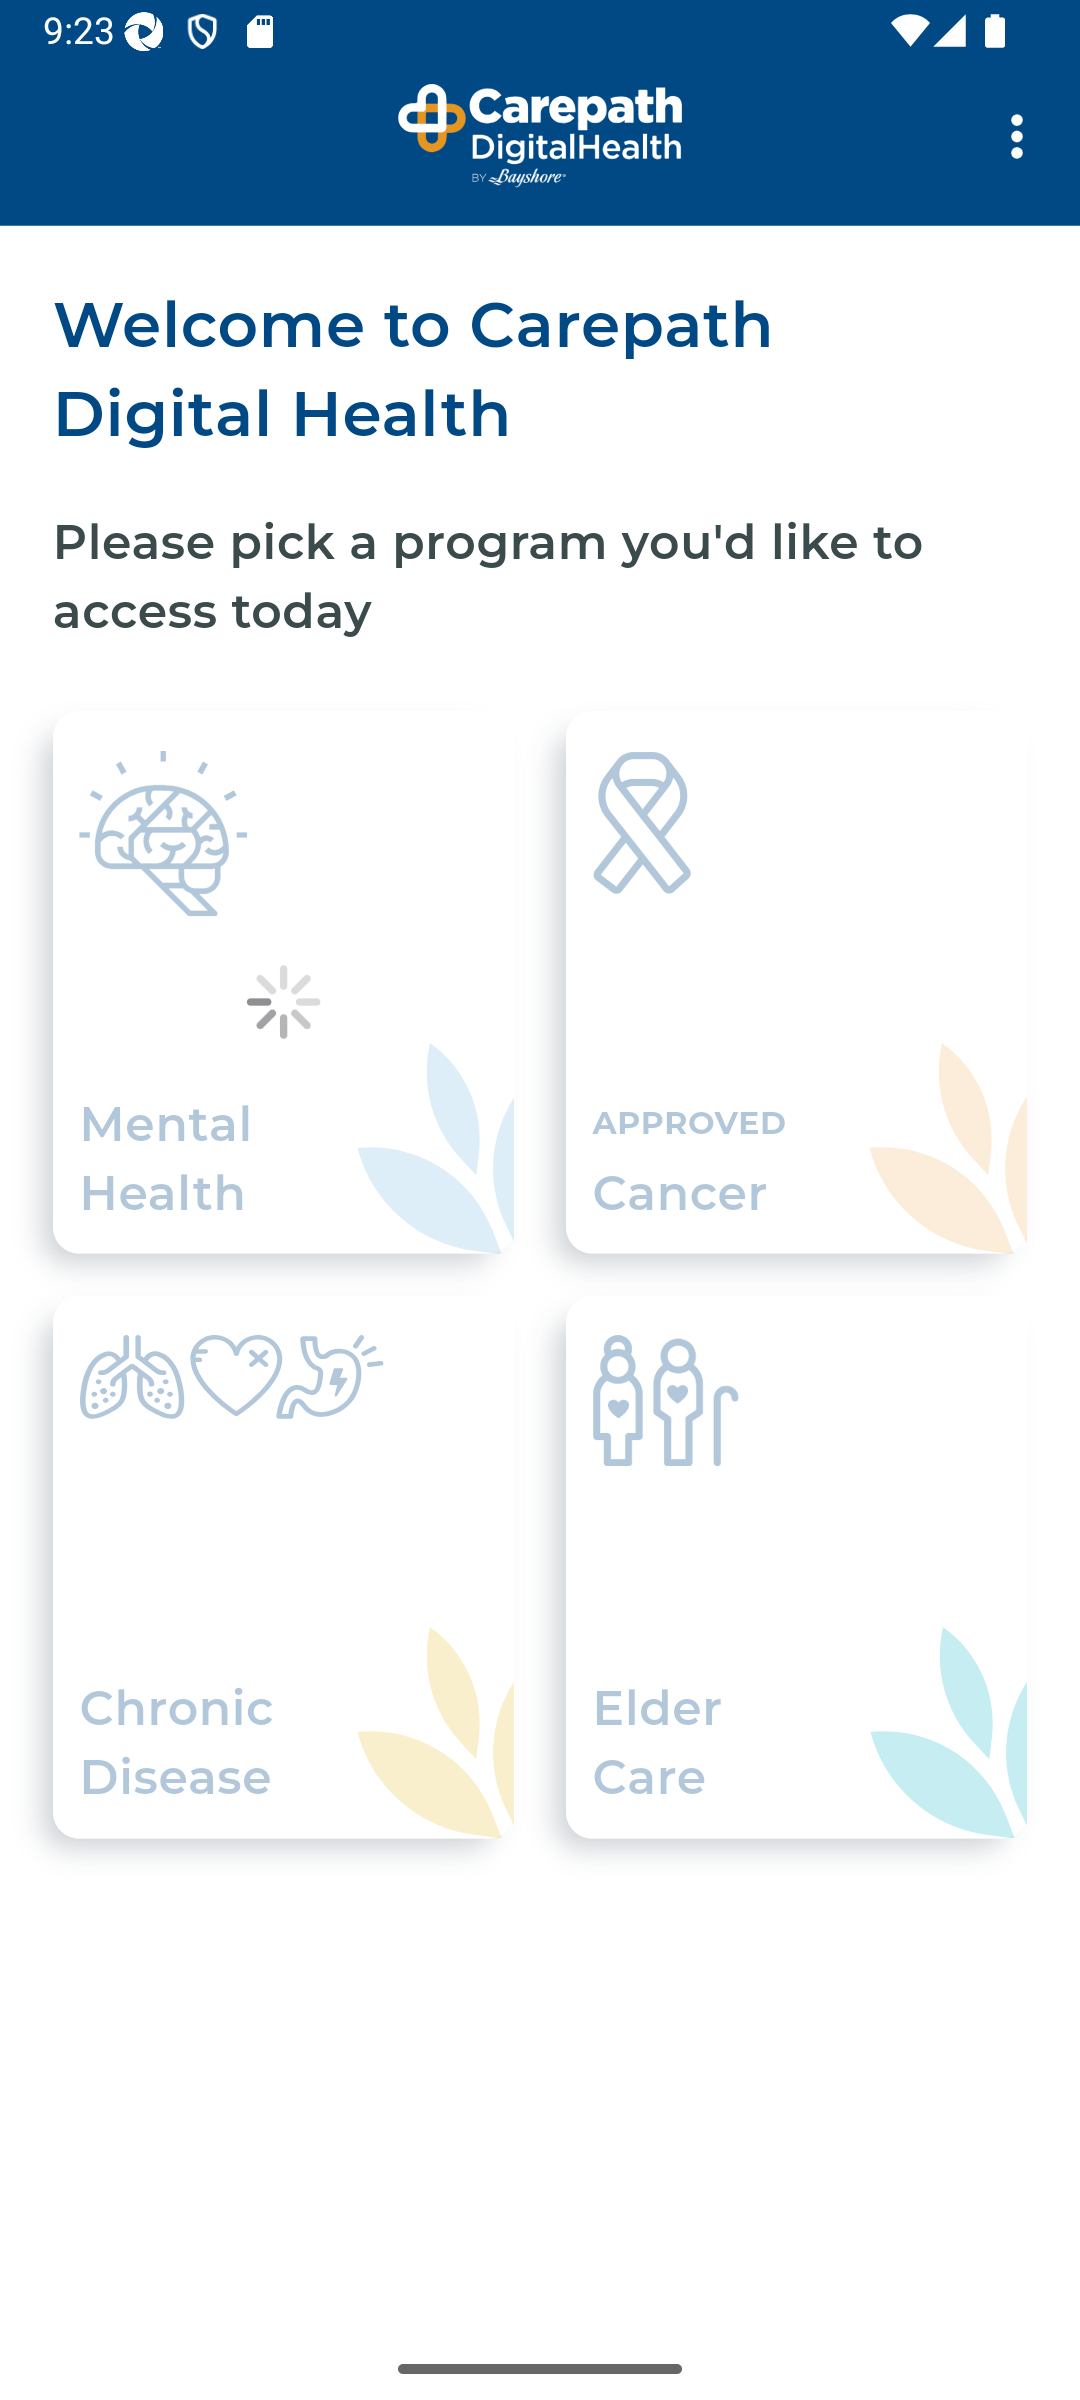 9:23
Carepath
DigitalHealth
BY Bayshore
Welcome to Carepath
Digital Health
Please pick a program you'd like to
access today
Mental
Health
APPROVED
Cancer
Chronic
Disease
Elder
Care